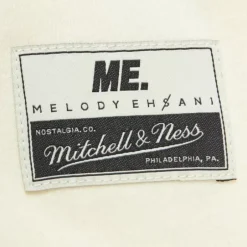 ME.
MELODY EHSANI
NOSTALGIA.CO.
Mitchell & Ness
PHILADELPHIA, PA.